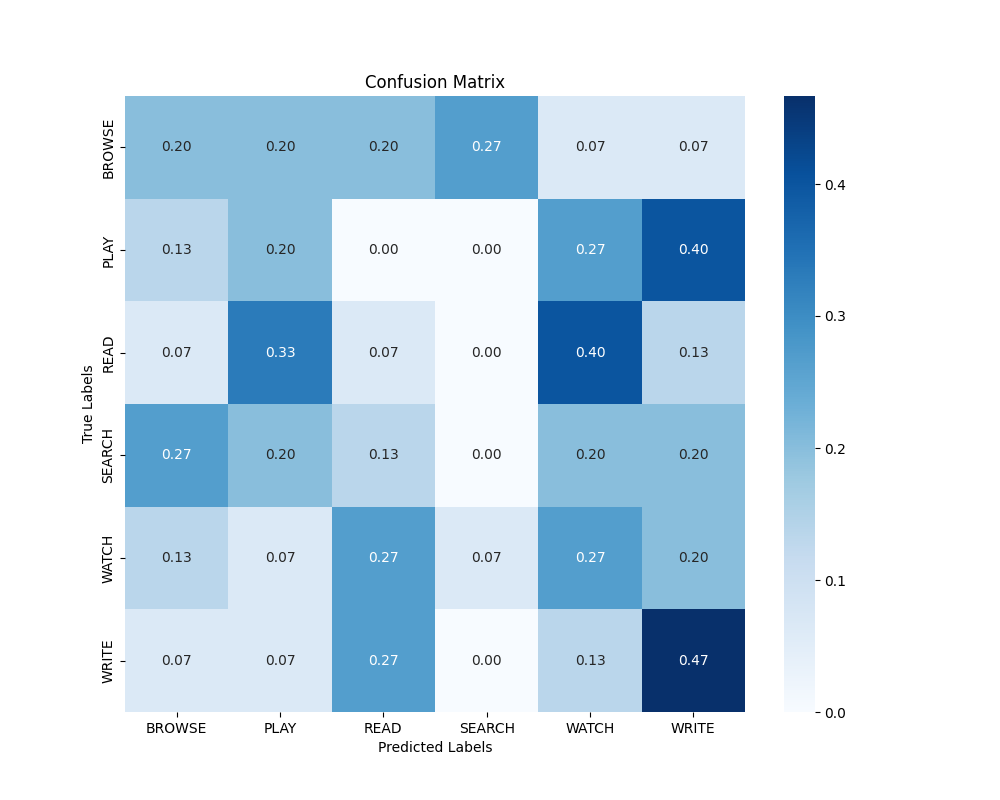 Confusion Matrix
True Labels
BROWSE 0.20 0.20 0.20 0.27 0.07 0.07
PLAY 0.13 0.20 0.00 0.00 0.27 0.40
READ 0.07 0.33 0.07 0.00 0.40 0.13
SEARCH 0.27 0.20 0.13 0.00 0.20 0.20
WATCH 0.13 0.07 0.27 0.07 0.27 0.20
WRITE 0.07 0.07 0.27 0.00 0.13 0.47
BROWSE PLAY READ SEARCH WATCH WRITE
Predicted Labels
0.4
0.3
0.2
0.1
0.0